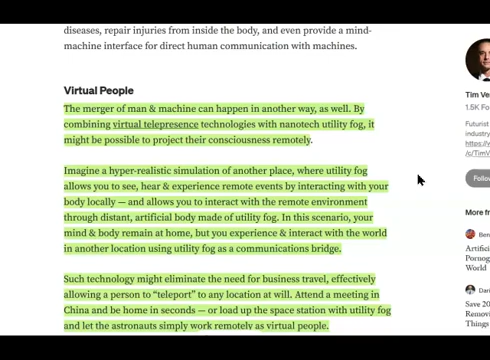 diseases, repair injuries from inside the body, and even provide a mind-
machine interface for direct human communication with machines.
Virtual People
The merger of man & machine can happen in another way, as well. By
combining virtual telepresence technologies with nanotech utility fog, it
might be possible to project their consciousness remotely.
Imagine a hyper-realistic simulation of another place, where utility fog
allows you to see, hear & experience remote events by interacting with your
body locally — and allows you to interact with the remote environment
through distant, artificial body made of utility fog. In this scenario, your
mind & body remain at home, but you experience & interact with the world
in another location using utility fog as a communications bridge.
Such technology might eliminate the need for business travel, effectively
allowing a person to “teleport” to any location at will. Attend a meeting in
China and be home in seconds — or load up the space station with utility fog
and let the astronauts simply work remotely as virtual people.
Tim Ve
1.5K Fo
Futurist
industry
https://v
/c/TimV
Follo
More fr
Ben
Artific
Pornog
World
Dar
Save 20
Removi
Things